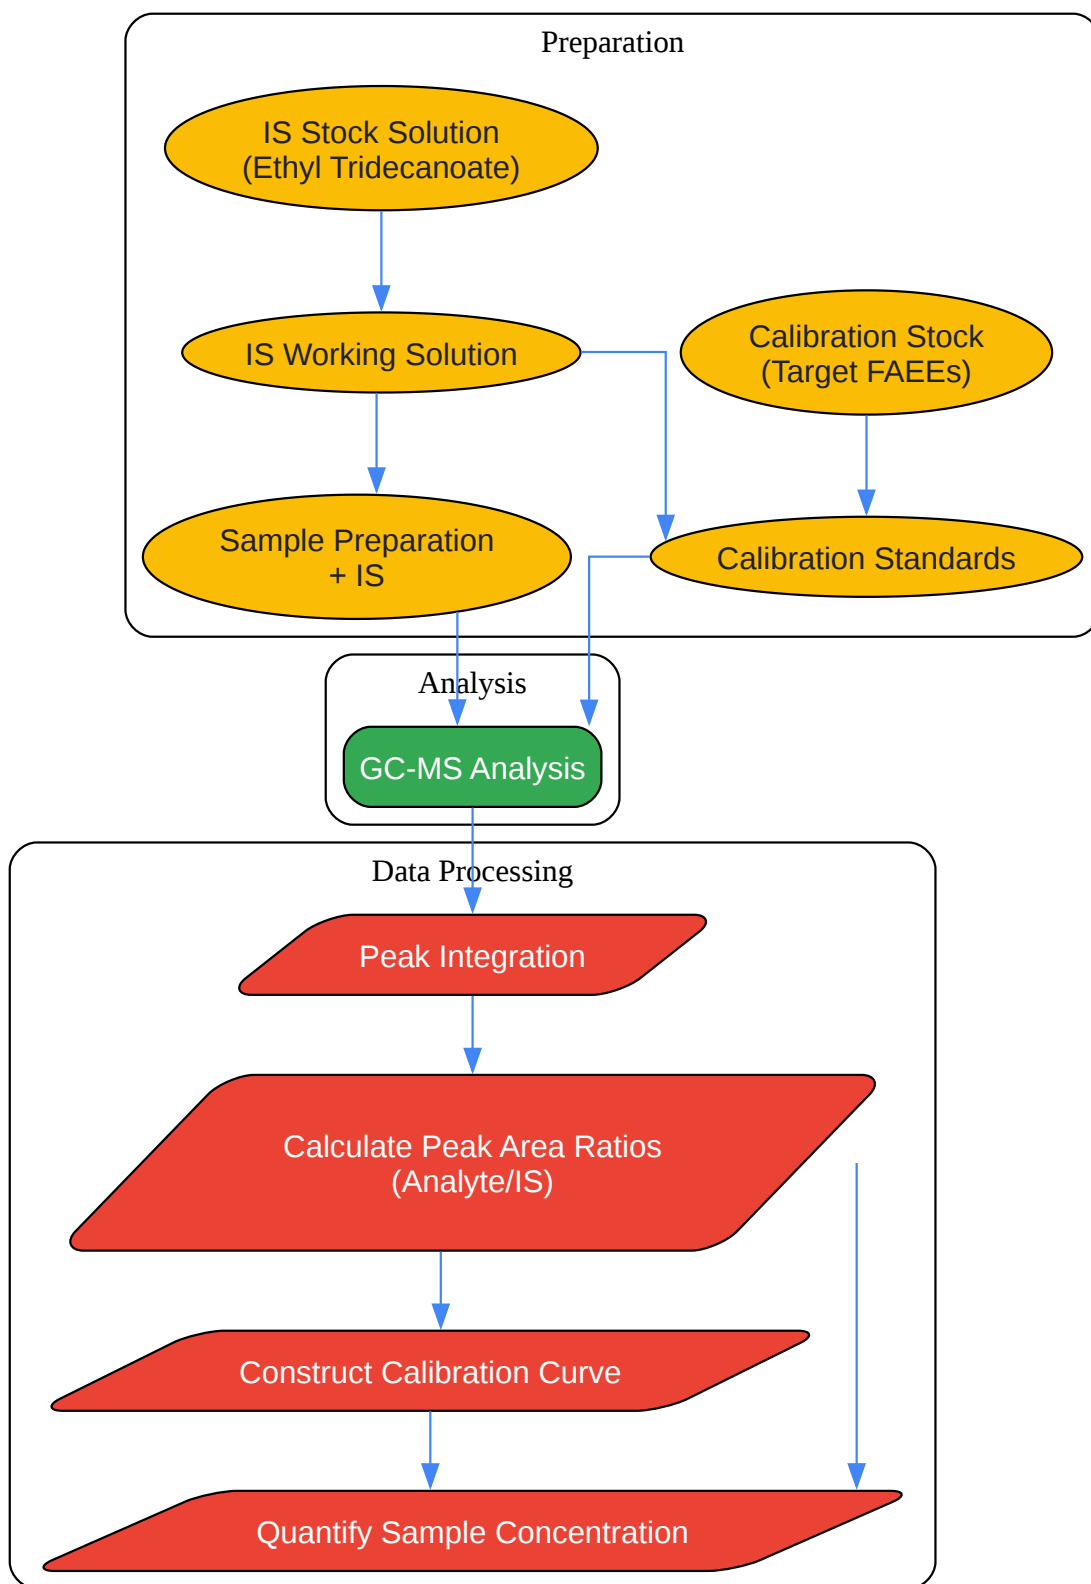 Preparation
IS Stock Solution
(Ethyl Tridecanoate)
IS Working Solution
Calibration Stock
(Target FAEEs)
Sample Preparation
+ IS
Calibration Standards
Analysis
GC-MS Analysis
Data Processing
Peak Integration
Calculate Peak Area Ratios
(Analyte/IS)
Construct Calibration Curve
Quantify Sample Concentration